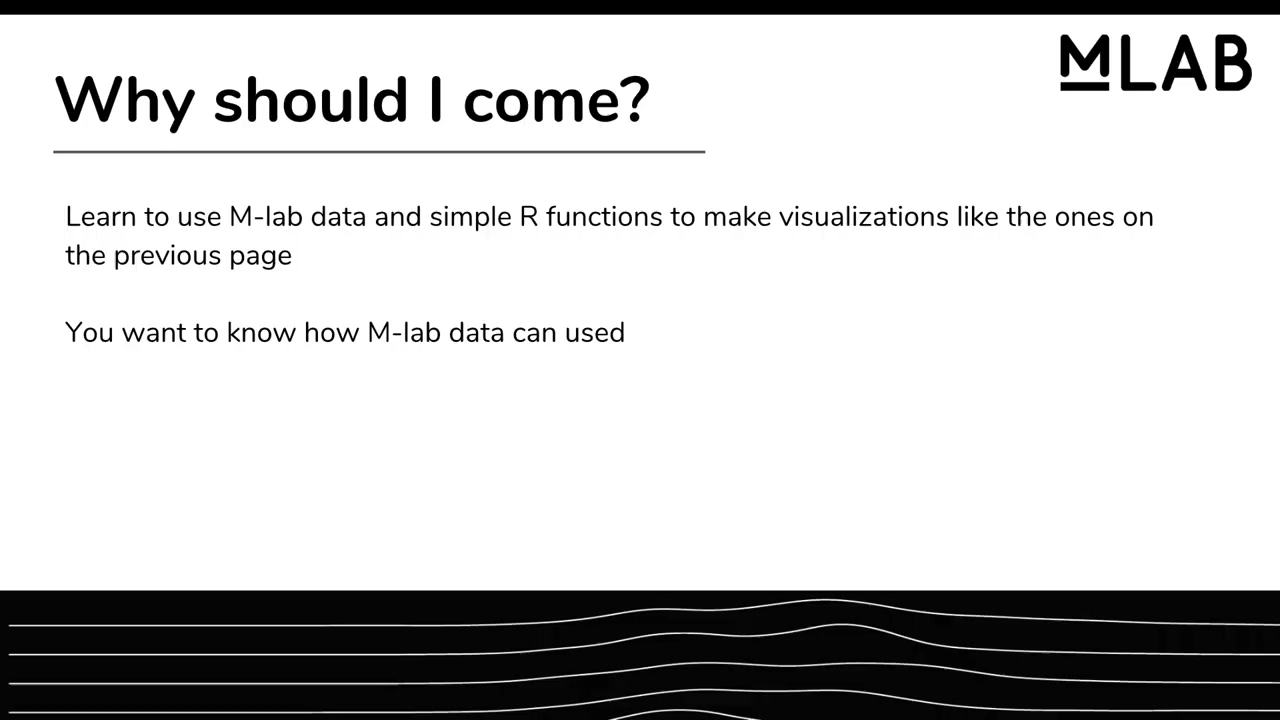 MLAB
Why should I come?
Learn to use M-lab data and simple R functions to make visualizations like the ones on
the previous page
You want to know how M-lab data can used